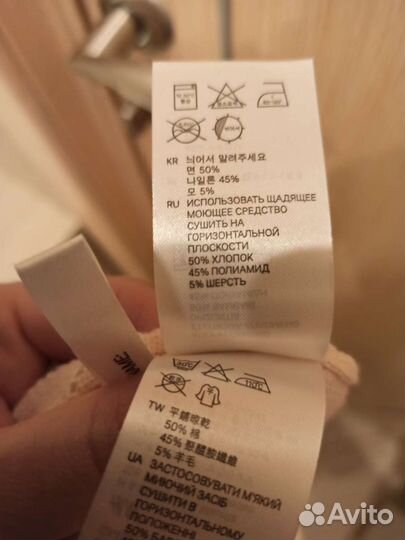 KR 뉘어서 말려주세요
면 50%
나일론 45%
모 5%
RU ИСПОЛЬЗОВАТЬ ЩАДЯЩЕЕ
МОЮЩЕЕ СРЕДСТВО
СУШИТЬ НА
ГОРИЗОНТАЛЬНОЙ
ПЛОСКОСТИ
50% ХЛОПОК
45% ПОЛИАМИД
5% ШЕРСТЬ
TW 平鋪晾乾
50% 棉
45% 聚醯胺纖維
5% 羊毛
UA ЗАСТОСОВУВАТИ М'ЯКИЙ
МИЮЧИЙ ЗАСІБ
СУШИТИ В
ГОРИЗОНТАЛЬНОМУ
ПОЛОЖЕННІ
Avito